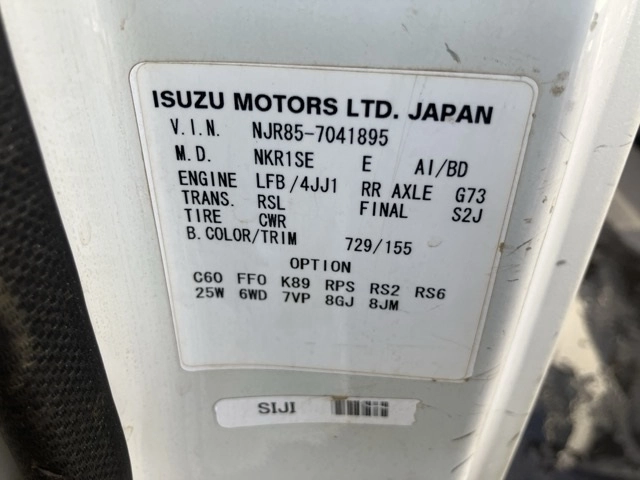 ISUZU MOTORS LTD. JAPAN
V.I.N. NJR85-7041895
M.D. NKR1SE E AI/BD
ENGINE LFB/4JJ1 RR AXLE G73
TRANS. RSL FINAL S2J
TIRE CWR
B.COLOR/TRIM 729/155
OPTION
C60 FF0 K89 RPS RS2 RS6
25W 6WD 7VP 8GJ 8JM
SIJI